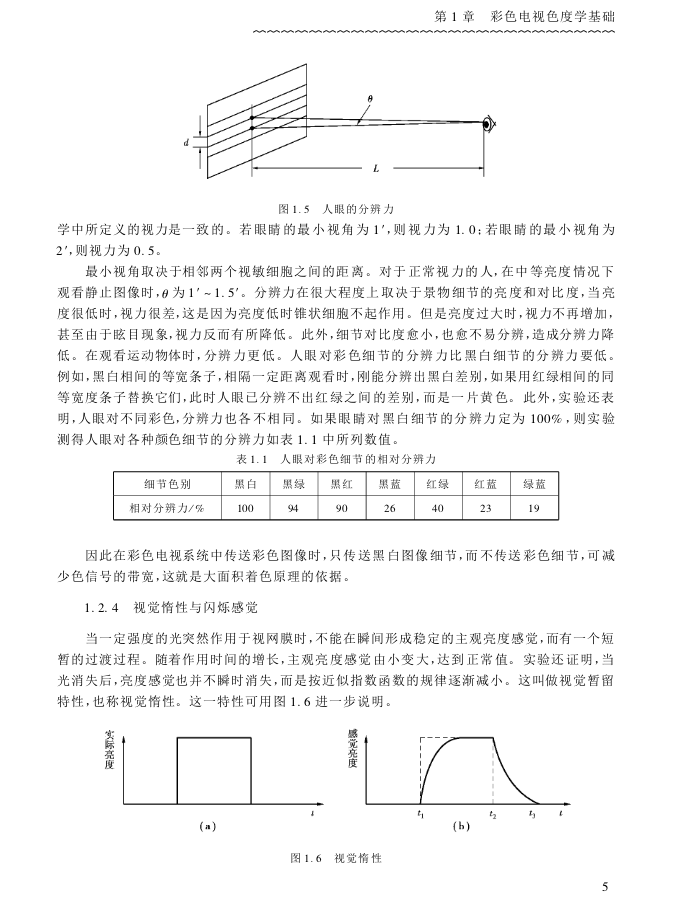 第 1 章 彩色电视色度学基础
θ
d
L
图 1.5 人眼的分辨力
学中所定义的视力是一致的。若眼睛的最小视角为 1′,则视力为 1.0;若眼睛的最小视角为
2′,则视力为 0.5。
最小视角取决于相邻两个视敏细胞之间的距离。对于正常视力的人,在中等亮度情况下
观看静止图像时,θ 为 1′ ~ 1.5′。分辨力在很大程度上取决于景物细节的亮度和对比度,当亮
度很低时,视力很差,这是因为亮度低时锥状细胞不起作用。但是亮度过大时,视力不再增加,
甚至由于眩目现象,视力反而有所降低。此外,细节对比度愈小,也愈不易分辨,造成分辨力降
低。在观看运动物体时,分辨力更低。人眼对彩色细节的分辨力比黑白细节的分辨力要低。
例如,黑白相间的等宽条子,相隔一定距离观看时,刚能分辨出黑白差别,如果用红绿相间的同
等宽度条子替换它们,此时人眼已分辨不出红绿之间的差别,而是一片黄色。此外,实验还表
明,人眼对不同彩色,分辨力也各不相同。如果眼睛对黑白细节的分辨力定为 100%,则实验
测得人眼对各种颜色细节的分辨力如表 1.1 中所列数值。
表 1.1 人眼对彩色细节的相对分辨力
细节色别 黑白 黑绿 黑红 黑蓝 红绿 红蓝 绿蓝
相对分辨力/% 100 94 90 26 40 23 19
因此在彩色电视系统中传送彩色图像时,只传送黑白图像细节,而不传送彩色细节,可减
少色信号的带宽,这就是大面积着色原理的依据。
1.2.4 视觉惰性与闪烁感觉
当一定强度的光突然作用于视网膜时,不能在瞬间形成稳定的主观亮度感觉,而有一个短
暂的过渡过程。随着作用时间的增长,主观亮度感觉由小变大,达到正常值。实验还证明,当
光消失后,亮度感觉也并不瞬时消失,而是按近似指数函数的规律逐渐减小。这叫做视觉暂留
特性,也称视觉惰性。这一特性可用图 1.6 进一步说明。
实际亮度
t
(a)
感觉亮度
t1 t2 t3 t
(b)
图 1.6 视觉惰性
5